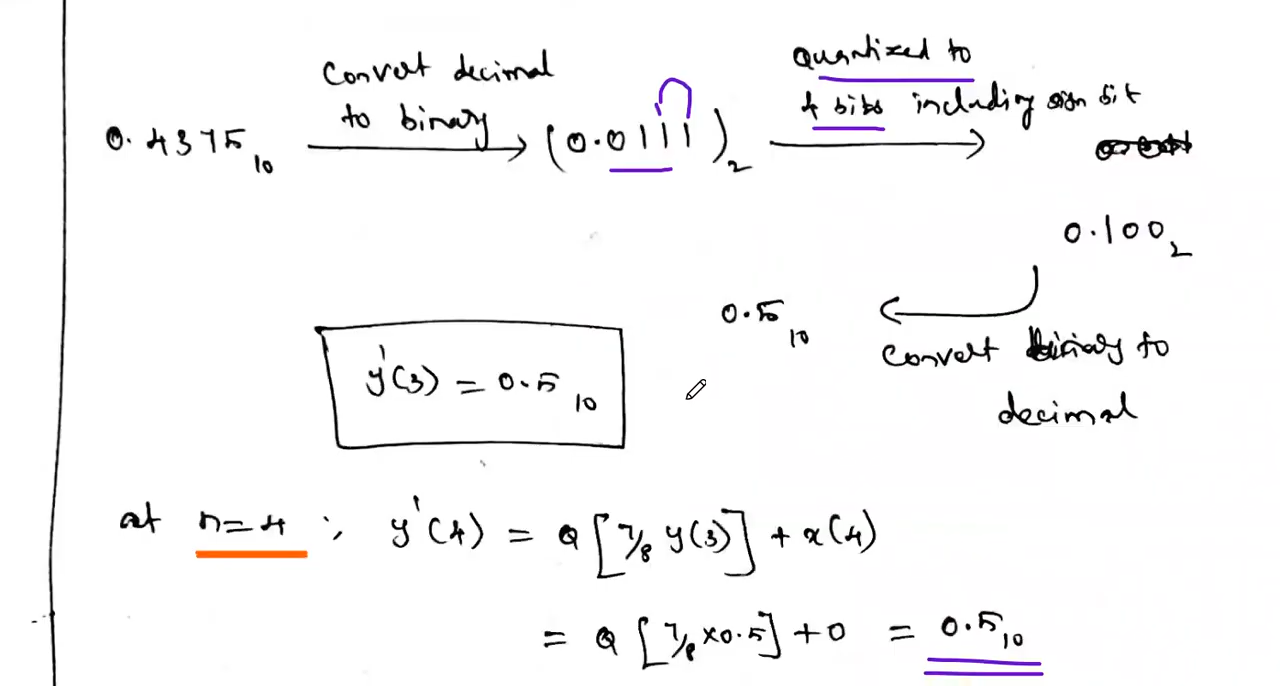 Convert decimal to binary
Quantized to 4 bits including sign bit
0.4375₁₀ → (0.0111)₂ →
0.100₂
0.5₁₀ ←
Convert binary to decimal
y'(3) = 0.5₁₀
at n=4 ; y'(4) = Q[7/8 y(3)] + x(4)
= Q[7/8 × 0.5] + 0 = 0.5₁₀